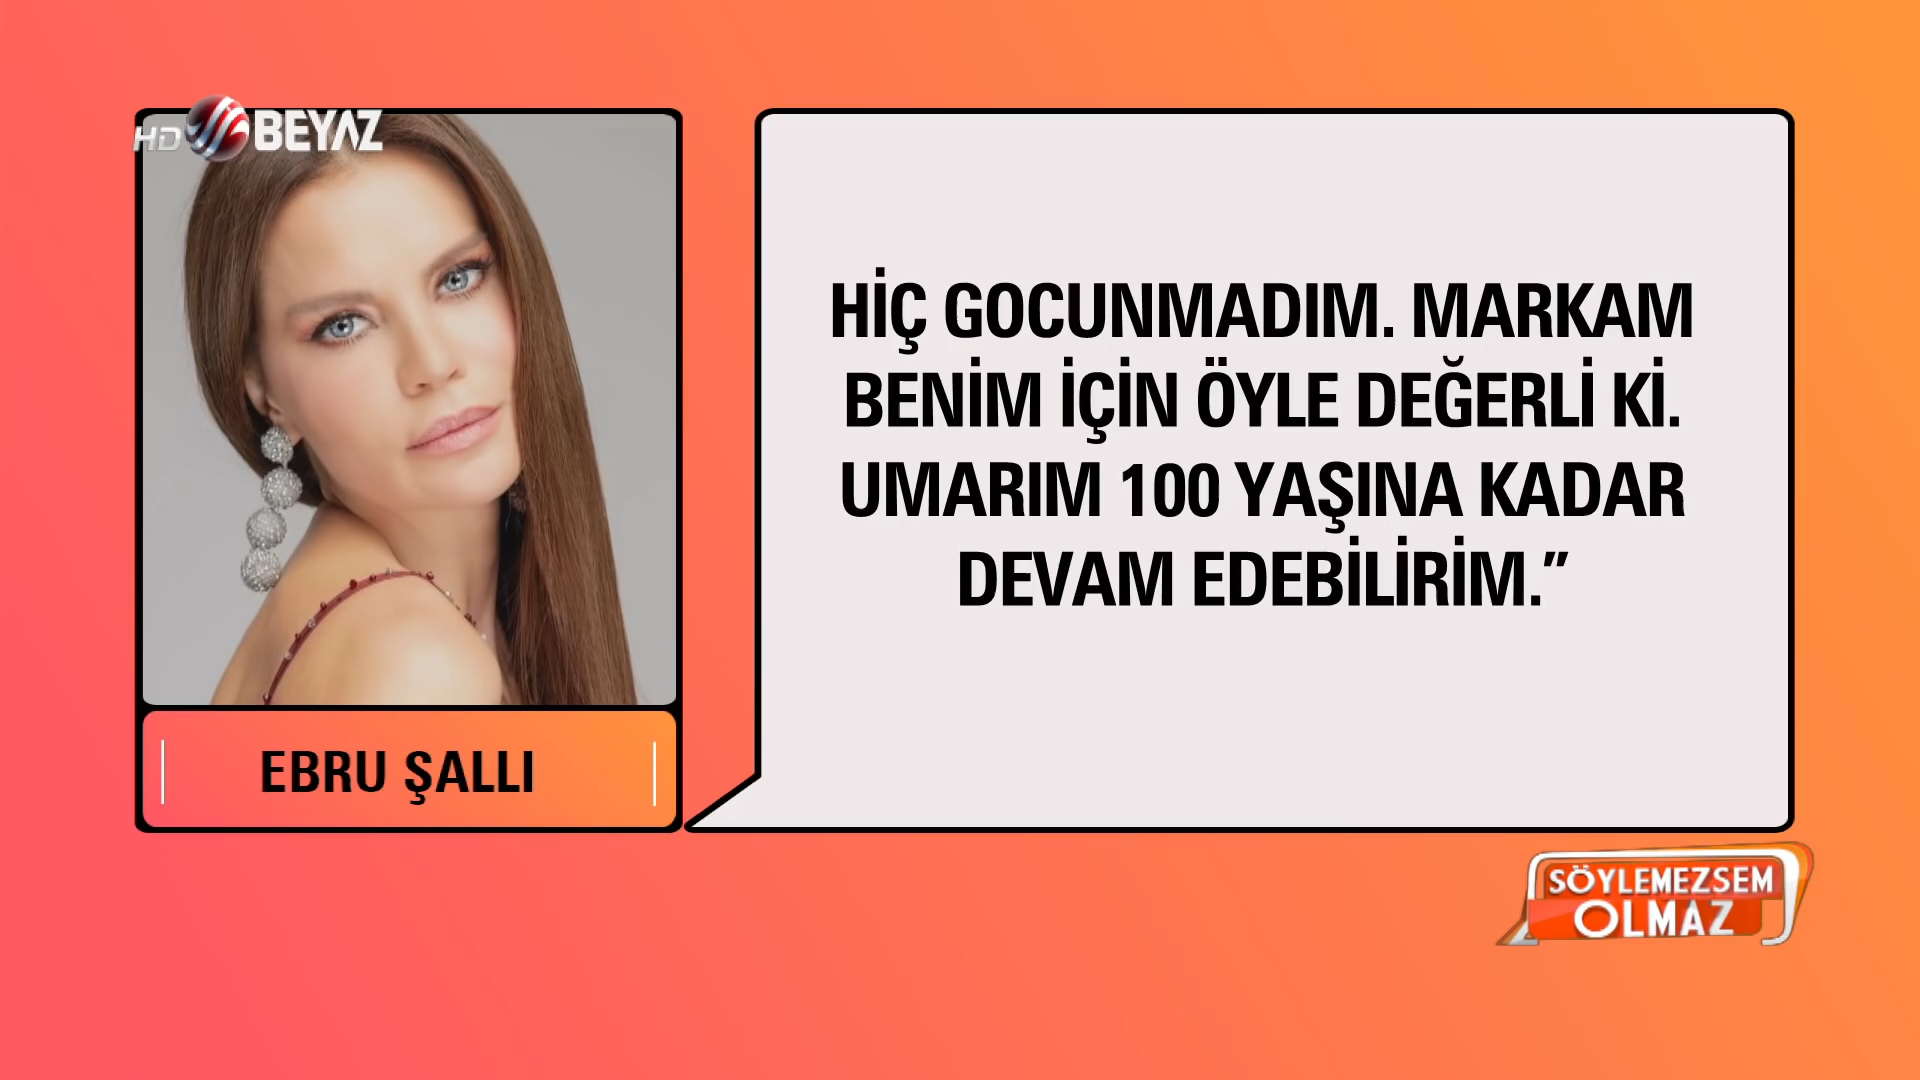 HD BEYAZ
HİÇ GOCUNMADIM. MARKAM
BENİM İÇİN ÖYLE DEĞERLİ Kİ.
UMARIM 100 YAŞINA KADAR
DEVAM EDEBİLİRİM.”
EBRU ŞALLI
SÖYLEMEZSEM
OLMAZ